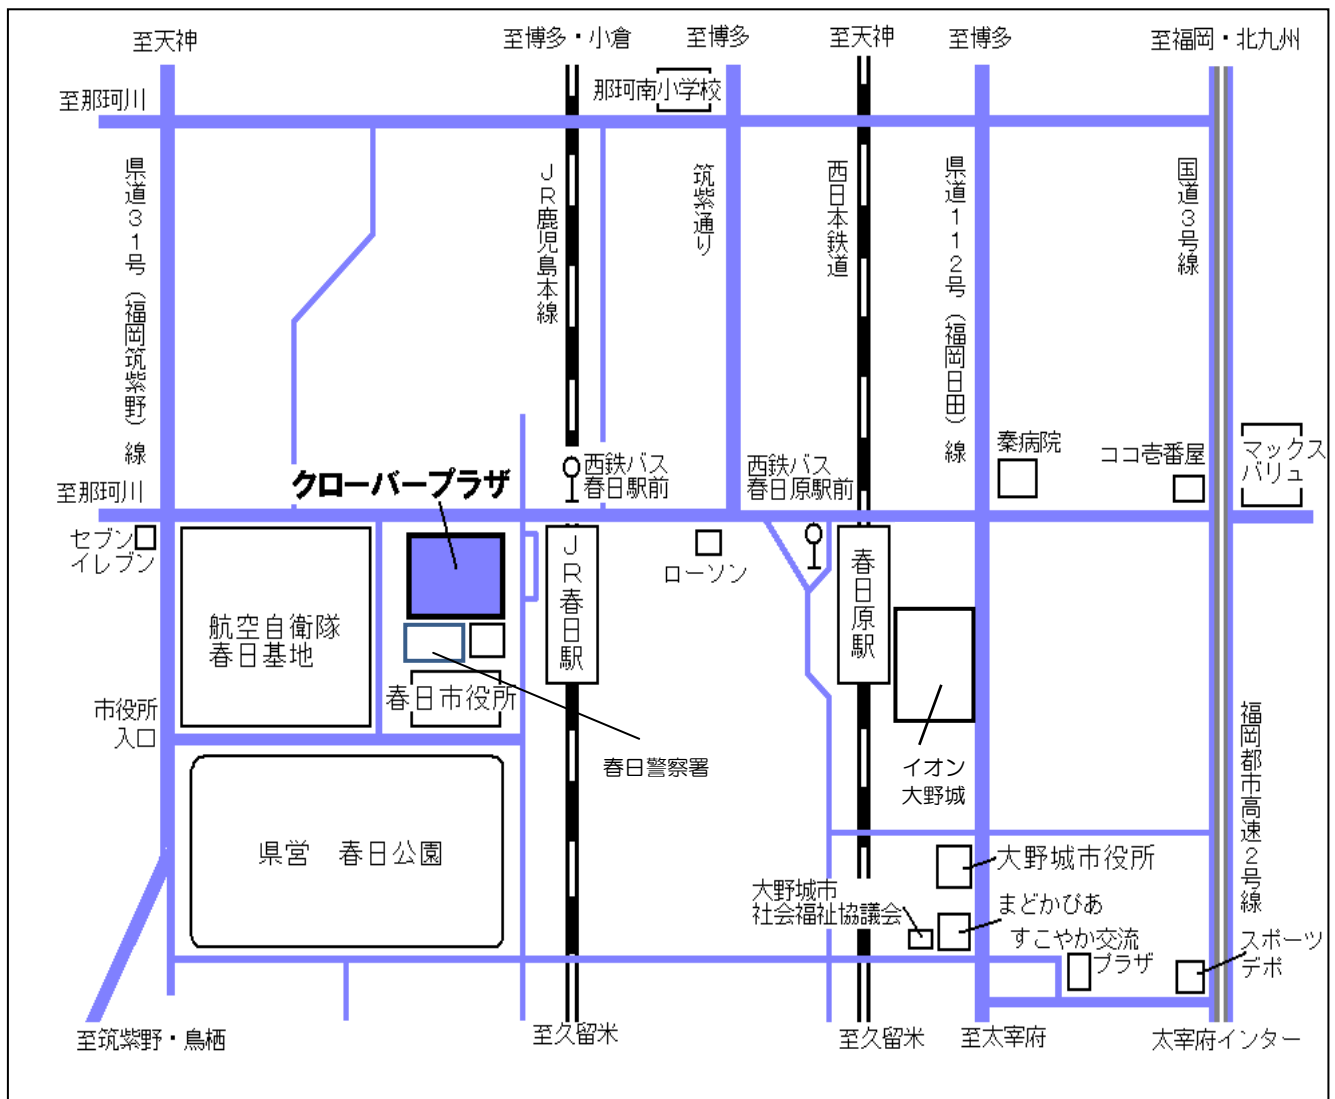 至天神
至博多・小倉
至博多
至天神
至博多
至福岡・北九州
至那珂川
那珂南小学校
県道31号（福岡筑紫野）線
JR鹿児島本線
筑紫通り
西日本鉄道
県道112号（福岡日田）線
国道3号線
秦病院
ココ壱番屋
マックス
バリュ
西鉄バス
春日駅前
西鉄バス
春日原駅前
至那珂川
クローバープラザ
セブン
イレブン
JR春日駅
ローソン
春日原駅
航空自衛隊
春日基地
春日市役所
市役所
入口
春日警察署
イオン
大野城
福岡都市高速2号線
県営　春日公園
大野城市役所
大野城市
社会福祉協議会
まどかぴあ
すこやか交流
プラザ
スポーツ
デポ
至筑紫野・鳥栖
至久留米
至久留米
至太宰府
太宰府インター